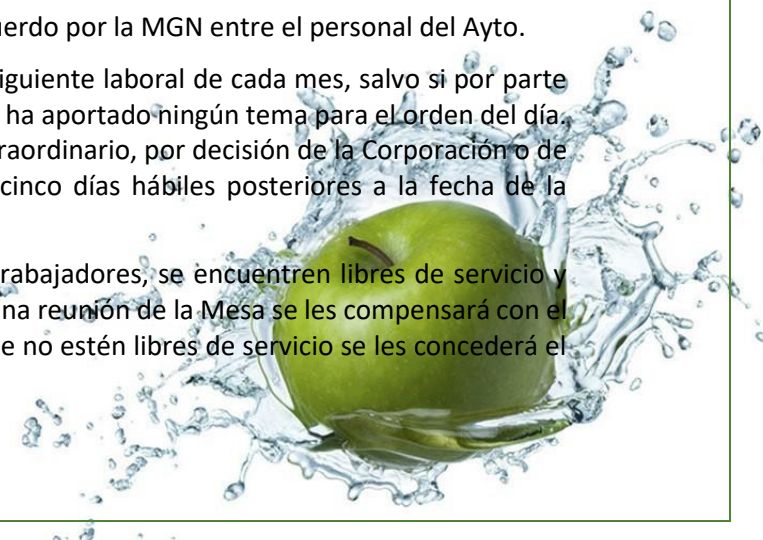 uerdo por la MGN entre el personal del Ayto.
iguiente laboral de cada mes, salvo si por parte
ha aportado ningún tema para el orden del día.
raordinario, por decisión de la Corporación o de
cinco días hábiles posteriores a la fecha de la
rabajadores, se encuentren libres de servicio y
na reunión de la Mesa se les compensará con el
e no estén libres de servicio se les concederá el